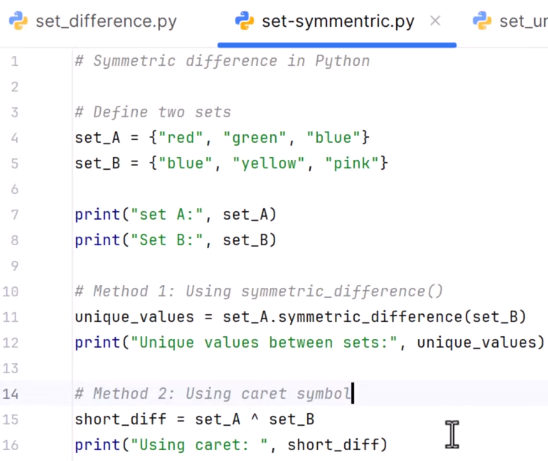 set_difference.py
set-symmentric.py
set_un
1 # Symmetric difference in Python
2
3 # Define two sets
4 set_A = {"red", "green", "blue"}
5 set_B = {"blue", "yellow", "pink"}
6
7 print("set A:", set_A)
8 print("Set B:", set_B)
9
10 # Method 1: Using symmetric_difference()
11 unique_values = set_A.symmetric_difference(set_B)
12 print("Unique values between sets:", unique_values)
13
14 # Method 2: Using caret symbol
15 short_diff = set_A ^ set_B
16 print("Using caret: ", short_diff)